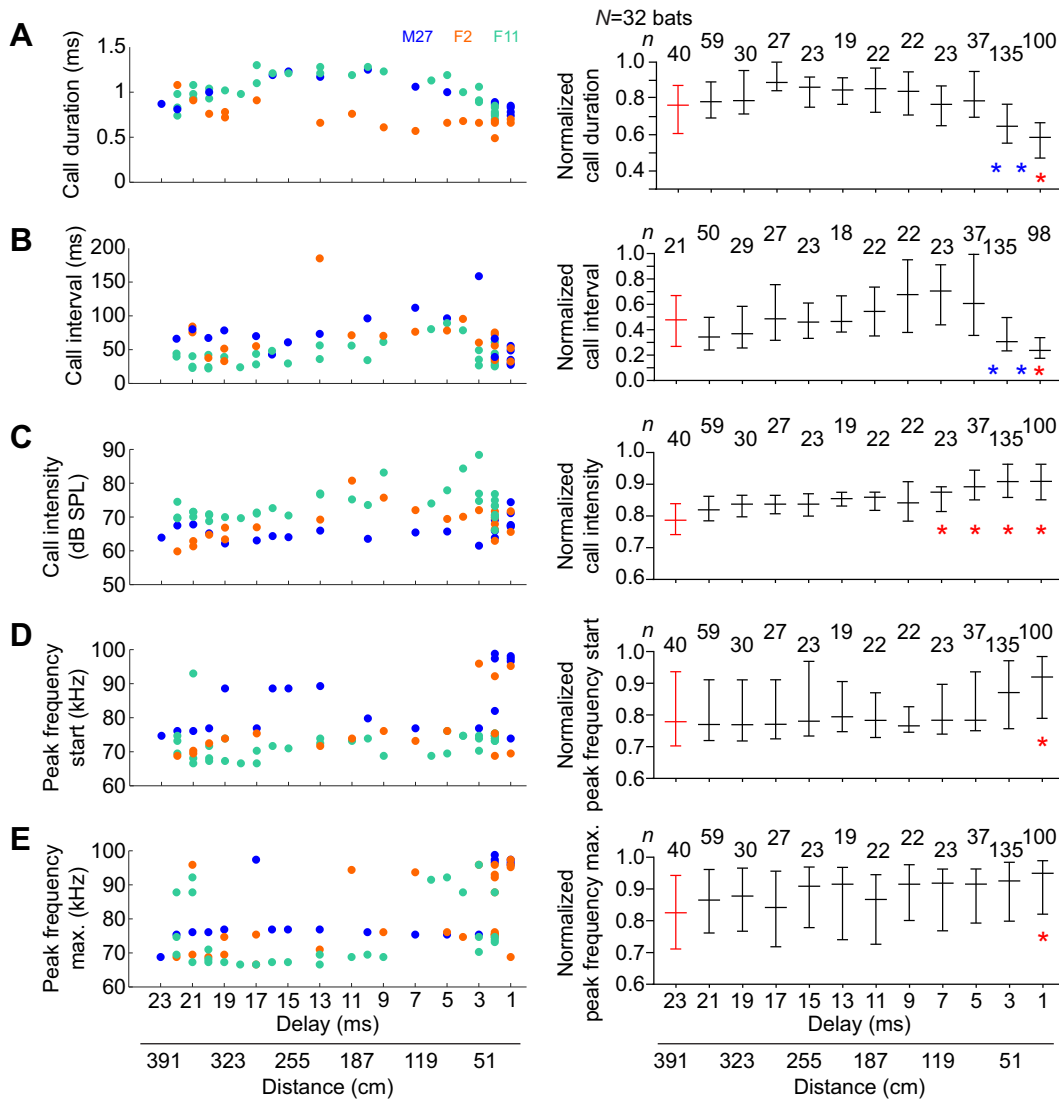 N=32 bats
A
M27 F2 F11
Call duration (ms)
1.5
1
0.5
0
n
40 59 30 27 23 19 22 22 23 37 135 100
Normalized
call duration
1.0
0.8
0.6
0.4
* * *
B
Call interval (ms)
200
150
100
50
0
n
21 50 29 27 23 18 22 22 23 37 135 98
Normalized
call interval
1.0
0.8
0.6
0.4
0.2
0.0
* * *
C
Call intensity
(dB SPL)
90
80
70
60
50
n
40 59 30 27 23 19 22 22 23 37 135 100
Normalized
call intensity
1.0
0.9
0.8
0.7
0.6
* * * *
D
Peak frequency
start (kHz)
100
90
80
70
60
n
40 59 30 27 23 19 22 22 23 37 135 100
Normalized
peak frequency start
1.0
0.9
0.8
0.7
0.6
*
E
Peak frequency
max. (kHz)
100
90
80
70
60
23 21 19 17 15 13 11 9 7 5 3 1
Delay (ms)
391 323 255 187 119 51
Distance (cm)
n
40 59 30 27 23 19 22 22 23 37 135 100
Normalized
peak frequency max.
1.0
0.9
0.8
0.7
0.6
*
23 21 19 17 15 13 11 9 7 5 3 1
Delay (ms)
391 323 255 187 119 51
Distance (cm)